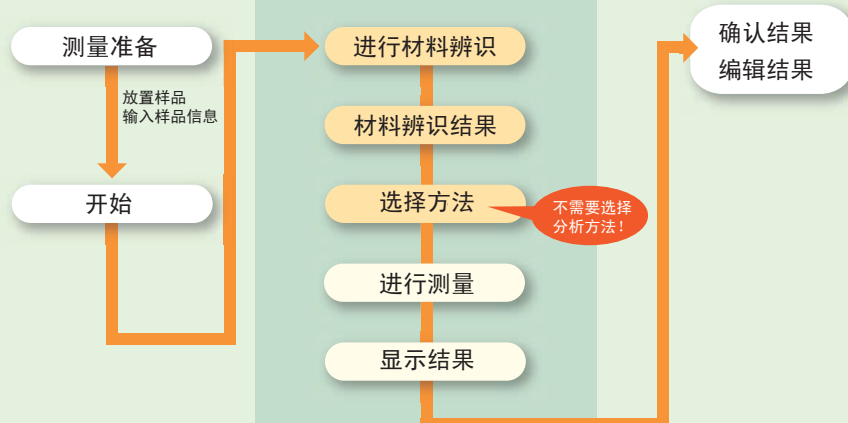 测量准备
放置样品
输入样品信息
开始
进行材料辨识
材料辨识结果
选择方法
不需要选择
分析方法！
进行测量
显示结果
确认结果
编辑结果